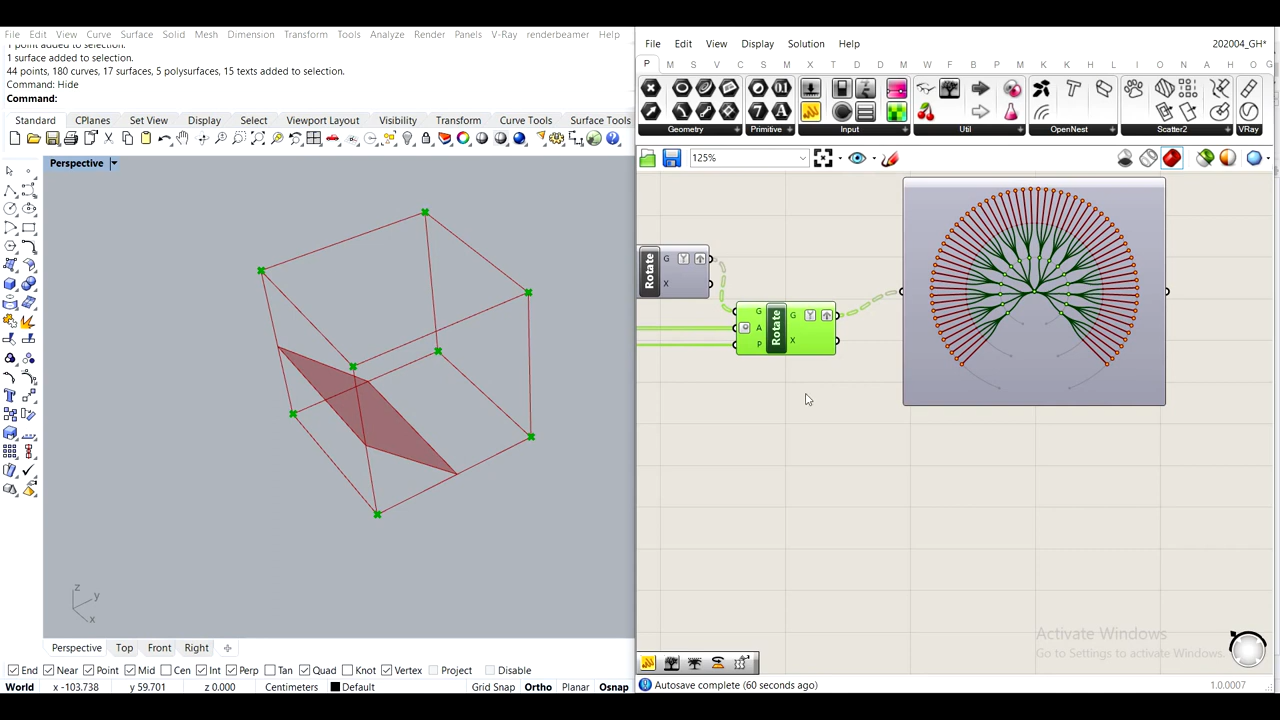 File Edit View Curve Surface Solid Mesh Dimension Transform Tools Analyze Render Panels V-Ray renderbeamer Help
1 point added to selection.
1 surface added to selection.
44 points, 180 curves, 17 surfaces, 5 polysurfaces, 15 texts added to selection.
Command: Hide
Command:
Standard CPlanes Set View Display Select Viewport Layout Visibility Transform Curve Tools Surface Tools
Perspective
z
y
x
Perspective Top Front Right
End Near Point Mid Cen Int Perp Tan Quad Knot Vertex Project Disable
World x -103.738 y 59.701 z 0.000 Centimeters Default Grid Snap Ortho Planar Osnap
File Edit View Display Solution Help 202004_GH*
P M S V C S M X T D M W F B P M K K L H D N A H A E O G
Geometry Primitive Input Util OpenNest Scatter2 VRay
125%
Rotate G X
G A P Rotate G X
Activate Windows
Go to Settings to activate Windows.
Autosave complete (60 seconds ago) 1.0.0007